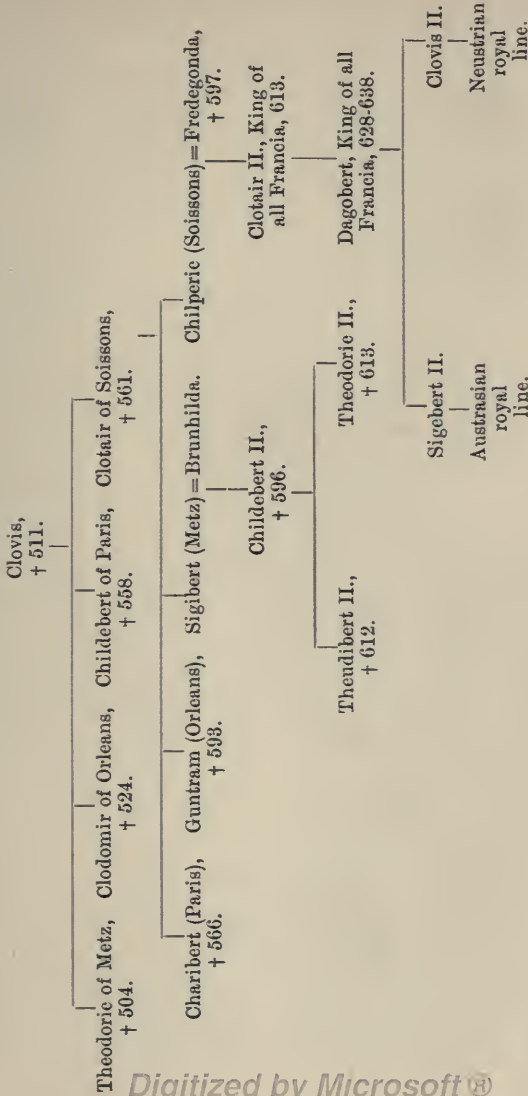 Clovis,
† 511.
Theodoric of Metz,
† 504.
Clodomir of Orleans,
† 524.
Childebert of Paris,
† 558.
Clotair of Soissons,
† 561.
Charibert (Paris),
† 566.
Guntram (Orleans),
† 593.
Sigibert (Metz) = Brunhilda.
Chilperic (Soissons) = Fredegonda,
† 597.
Childebert II.,
† 596.
Clotair II., King of
all Francia, 613.
Theudibert II.,
† 612.
Theodoric II.,
† 613.
Dagobert, King of all
Francia, 628-638.
Sigebert II.
Austrasian
royal
line.
Clovis II.
Neustrian
royal
line.
Digitized by Microsoft ®